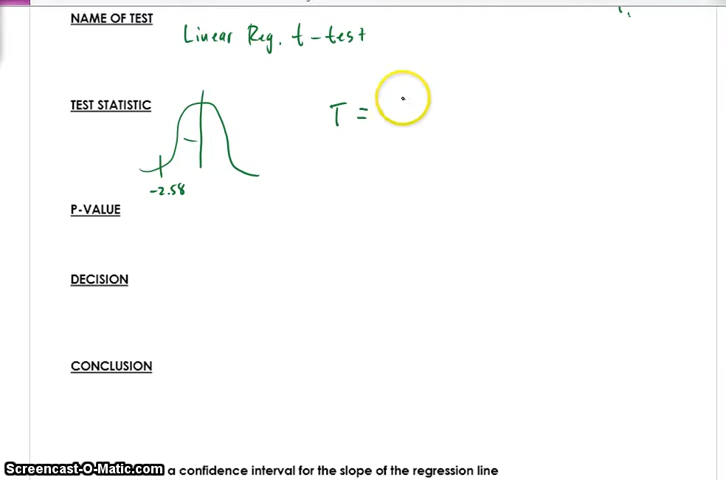 NAME OF TEST
Linear Reg. t-test
TEST STATISTIC
T =
-2.58
P-VALUE
DECISION
CONCLUSION
Screencast-O-Matic.com a confidence interval for the slope of the regression line